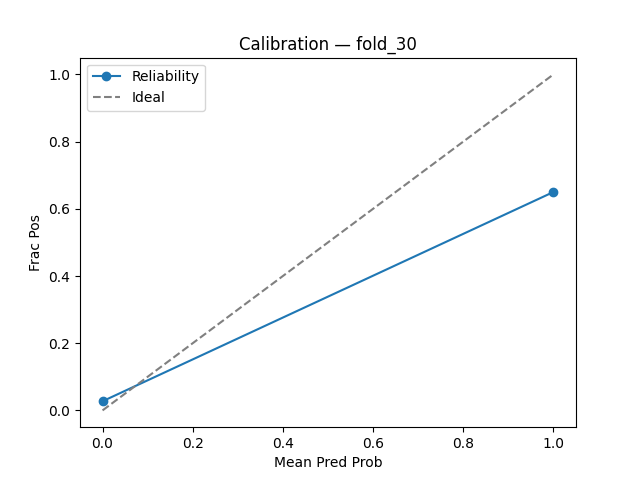 Calibration — fold_30
Reliability
Ideal
1.0
0.8
0.6
0.4
0.2
0.0
Frac Pos
0.0 0.2 0.4 0.6 0.8 1.0
Mean Pred Prob